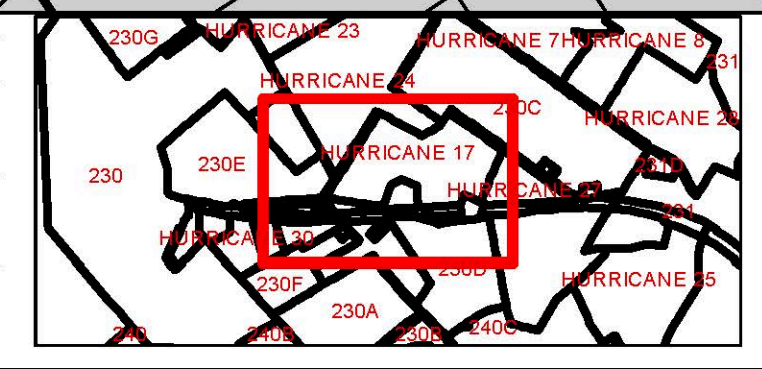 230G
HURRICANE 23
HURRICANE 7
HURRICANE 8
231
HURRICANE 24
230C
HURRICANE 28
230
230E
HURRICANE 17
231D
HURRICANE 27
231
HURRICANE 30
230D
HURRICANE 25
230F
230A
240
240B
230B
240C